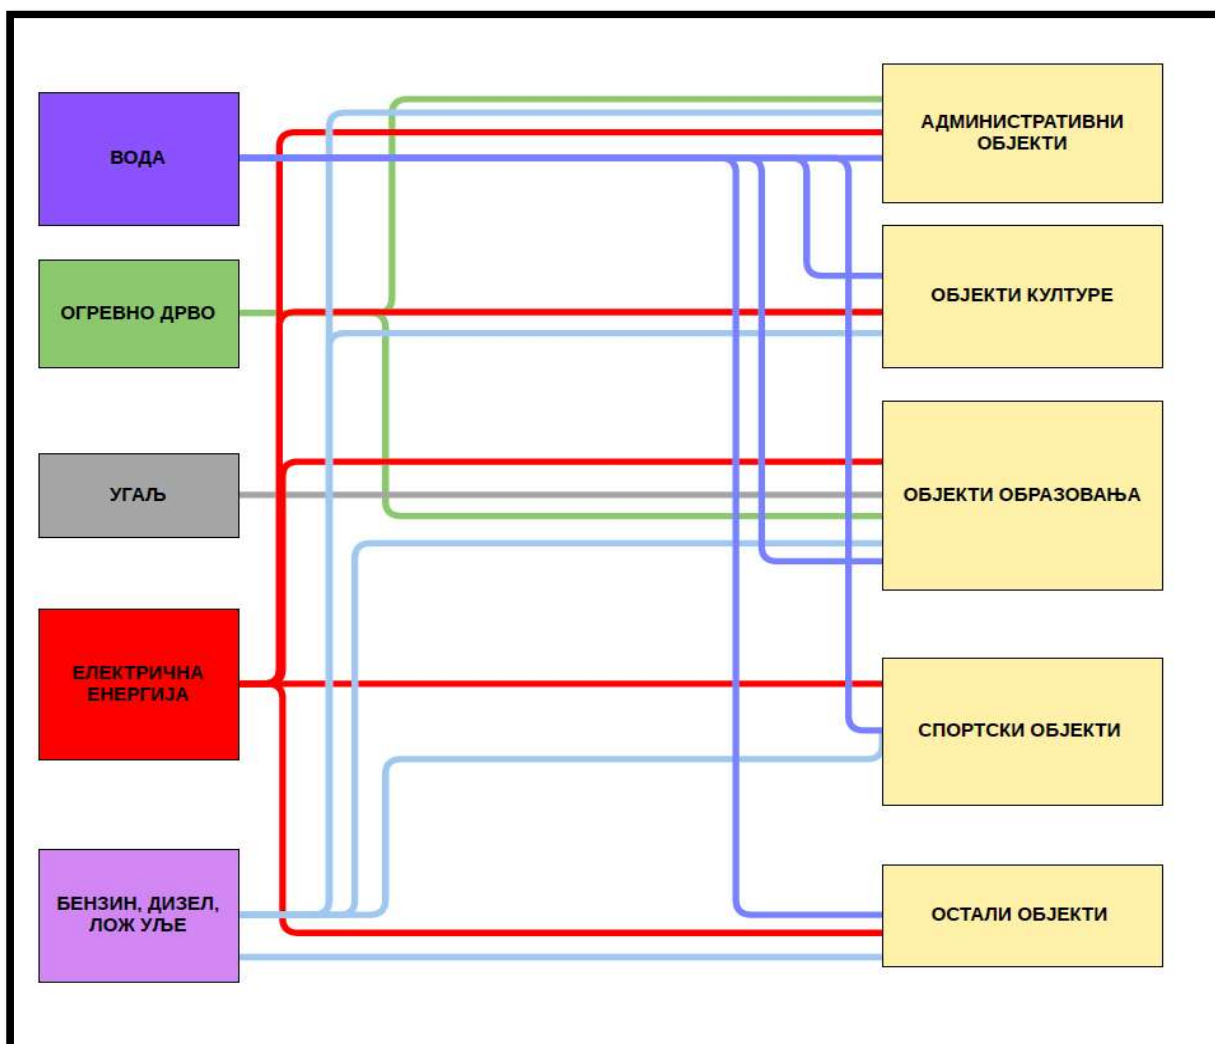 ВОДА
ОГРЕВНО ДРВО
УГАЉ
ЕЛЕКТРИЧНА
ЕНЕРГИЈА
БЕНЗИН, ДИЗЕЛ,
ЛОЖ УЉЕ
АДМИНИСТРАТИВНИ
ОБЈЕКТИ
ОБЈЕКТИ КУЛТУРЕ
ОБЈЕКТИ ОБРАЗОВАЊА
СПОРТСКИ ОБЈЕКТИ
ОСТАЛИ ОБЈЕКТИ